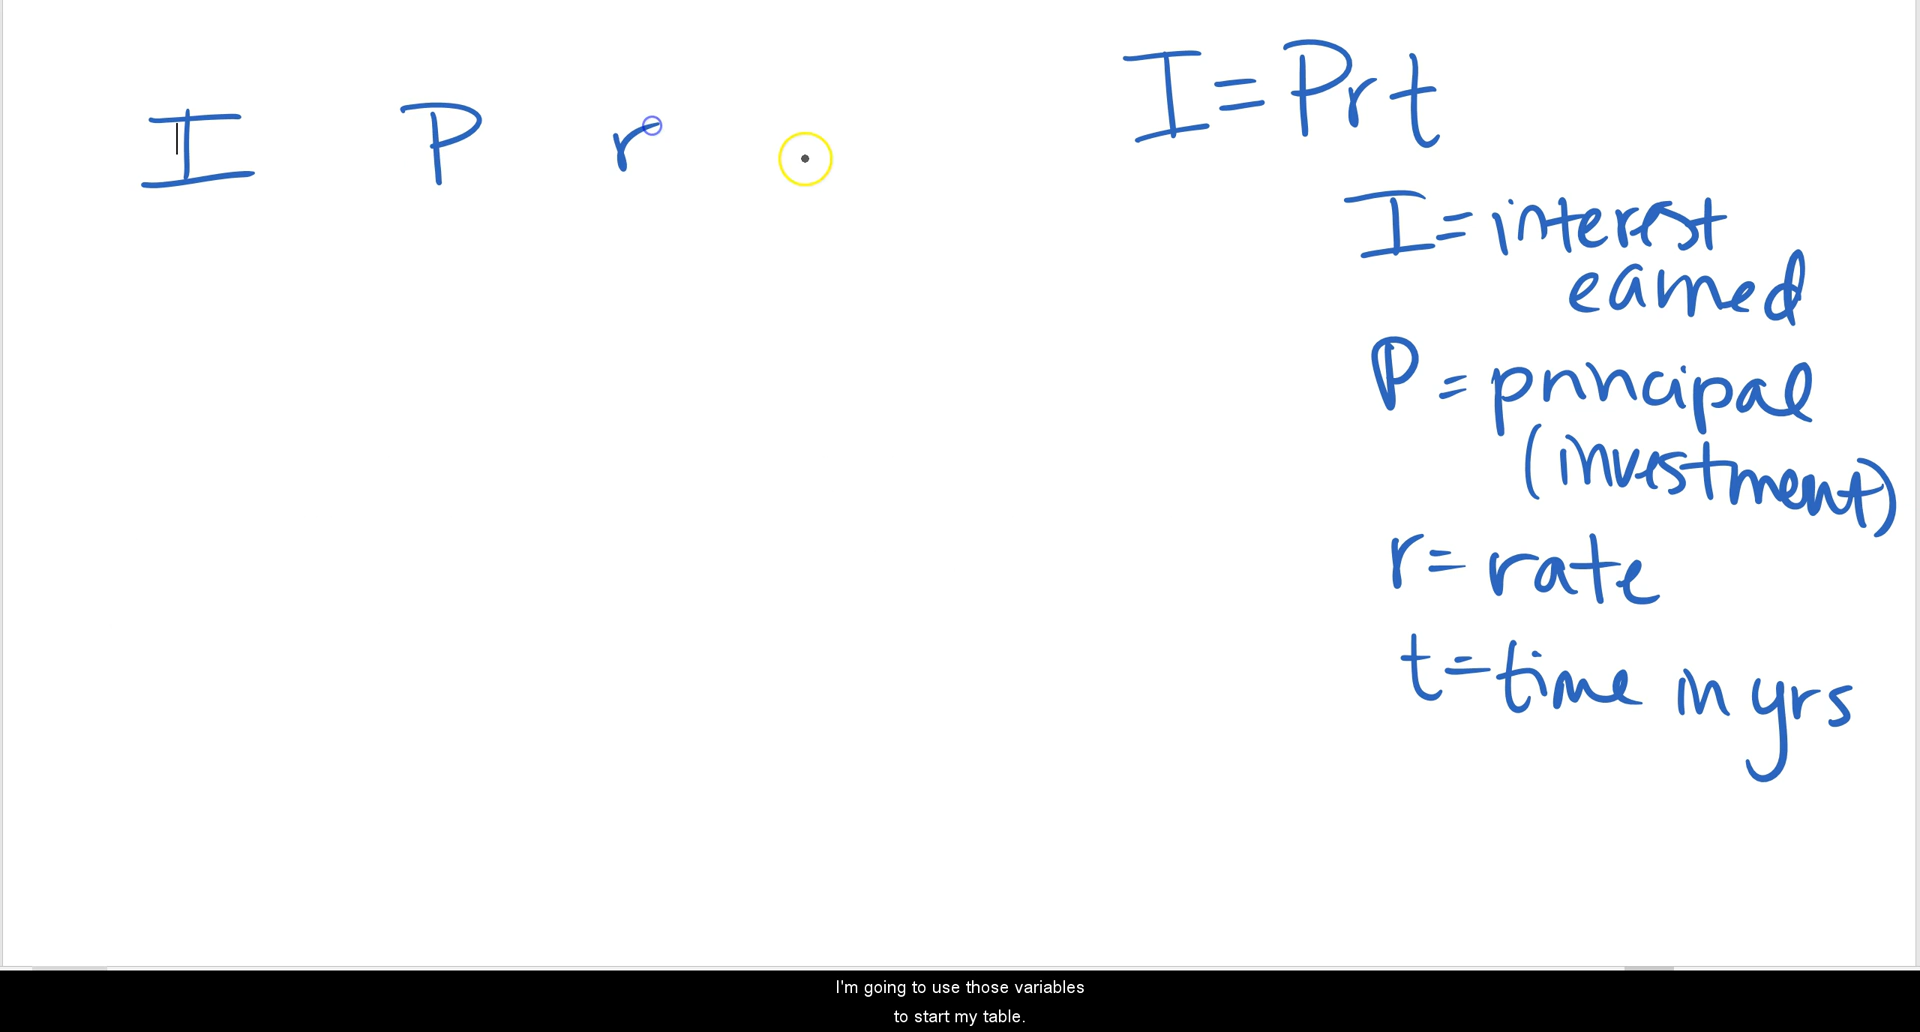 I P r
I = Prt
I = interest
earned
P = principal
(investment)
r = rate
t = time in yrs
I'm going to use those variables
to start my table.